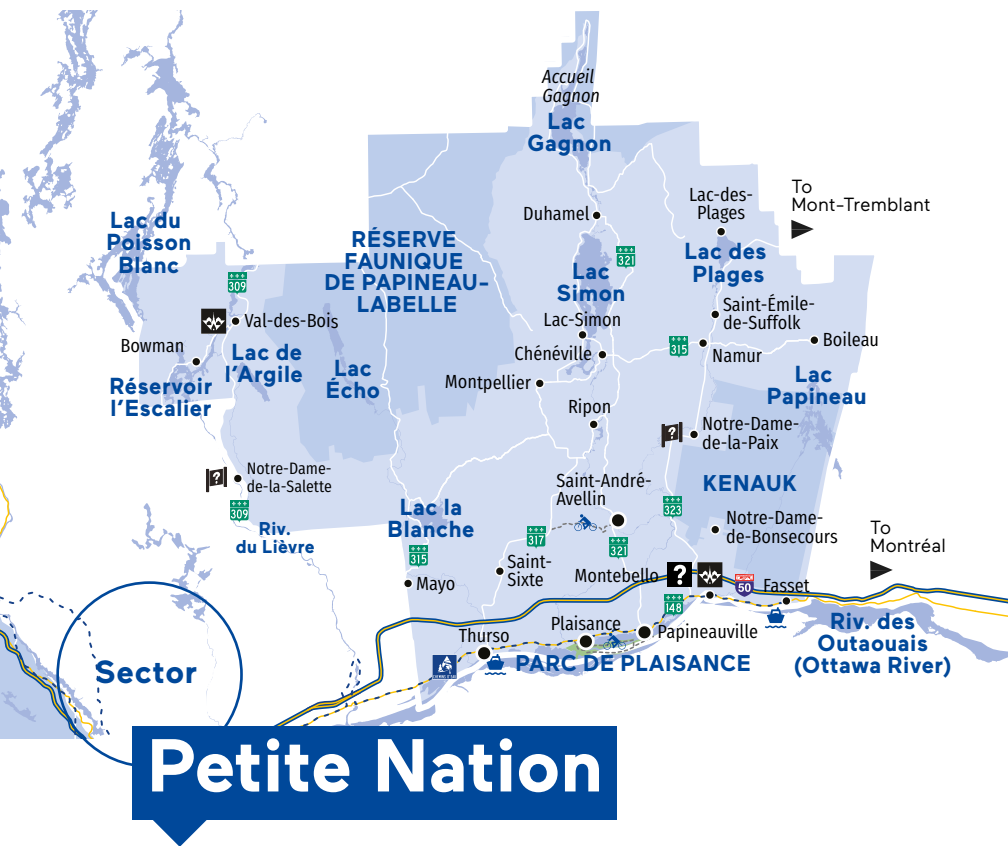 Accueil
Gagnon
Lac
Gagnon
Lac-des-
Plages
To
Mont-Tremblant
Duhamel
Lac du
Poisson
Blanc
RÉSERVE
FAUNIQUE
DE PAPINEAU-
LABELLE
321
Lac des
Plages
309
Lac
Simon
Val-des-Bois
Lac-Simon
Saint-Émile-
de-Suffolk
Bowman
Lac de
l'Argile
Chénéville
315
Namur
Boileau
Réservoir
l'Escalier
Lac
Écho
Montpellier
Lac
Papineau
Ripon
?
Notre-Dame-
de-la-Paix
?
Notre-Dame-
de-la-Salette
Saint-André-
Avellin
KENAUK
309
Lac la
Blanche
323
Notre-Dame-
de-Bonsecours
Riv.
du Lièvre
317
321
To
Montréal
315
Mayo
Saint-
Sixte
Montebello
?
50
Fasset
148
Thurso
Plaisance
Papineauville
Riv. des
Outaouais
(Ottawa River)
PARC DE PLAISANCE
Sector
Petite Nation